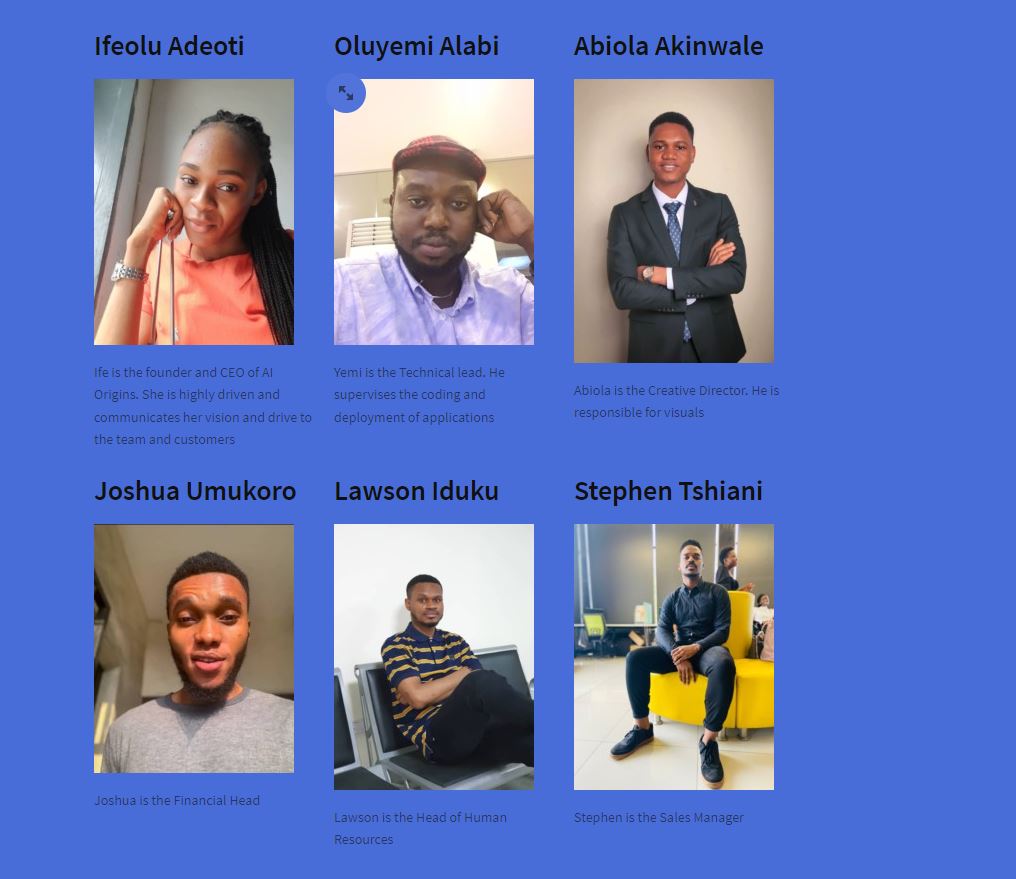 Ifeolu Adeoti
Oluyemi Alabi
Abiola Akinwale
Ife is the founder and CEO of AI
Origins. She is highly driven and
communicates her vision and drive to
the team and customers
Yemi is the Technical lead. He
supervises the coding and
deployment of applications
Abiola is the Creative Director. He is
responsible for visuals
Joshua Umukoro
Lawson Iduku
Stephen Tshiani
Joshua is the Financial Head
Lawson is the Head of Human
Resources
Stephen is the Sales Manager